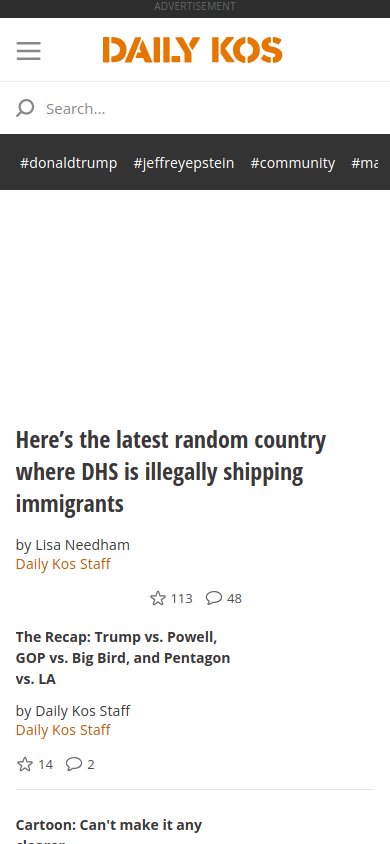 ADVERTISEMENT
DAILY KOS
Search...
#donaldtrump #jeffreyepstein #community #ma
Here's the latest random country
where DHS is illegally shipping
immigrants
by Lisa Needham
Daily Kos Staff
113 48
The Recap: Trump vs. Powell,
GOP vs. Big Bird, and Pentagon
vs. LA
by Daily Kos Staff
Daily Kos Staff
14 2
Cartoon: Can't make it any
clearer